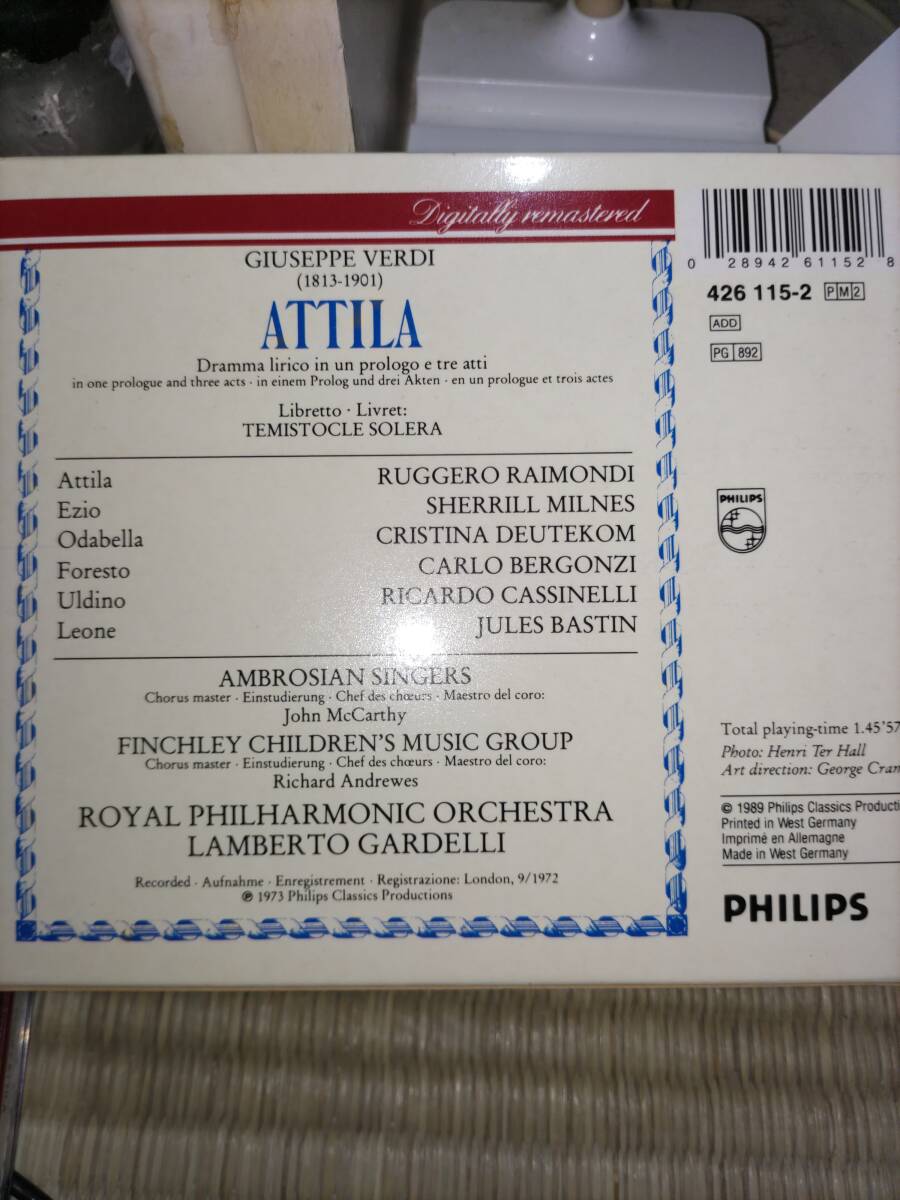 Digitally remastered
GIUSEPPE VERDI
(1813-1901)
ATTILA
Dramma lirico in un prologo e tre atti
in one prologue and three acts · in einem Prolog und drei Akten · en un prologue et trois actes
Libretto · Livret:
TEMISTOCLE SOLERA
Attila RUGGERO RAIMONDI
Ezio SHERRILL MILNES
Odabella CRISTINA DEUTEKOM
Foresto CARLO BERGONZI
Uldino RICARDO CASSINELLI
Leone JULES BASTIN
AMBROSIAN SINGERS
Chorus master · Einstudierung · Chef des chœurs · Maestro del coro:
John McCarthy
FINCHLEY CHILDREN'S MUSIC GROUP
Chorus master · Einstudierung · Chef des chœurs · Maestro del coro:
Richard Andrewes
ROYAL PHILHARMONIC ORCHESTRA
LAMBERTO GARDELLI
Recorded · Aufnahme · Enregistrement · Registrazione: London, 9/1972
℗ 1973 Philips Classics Productions
0 28942 61152 8
426 115-2 PM2
ADD
PG 892
PHILIPS
Total playing-time 1.45'57
Photo: Henri Ter Hall
Art direction: George
© 1989 Philips Classics
Printed in West Germany
Imprimé en Allemagne
Made in West Germany
PHILIPS